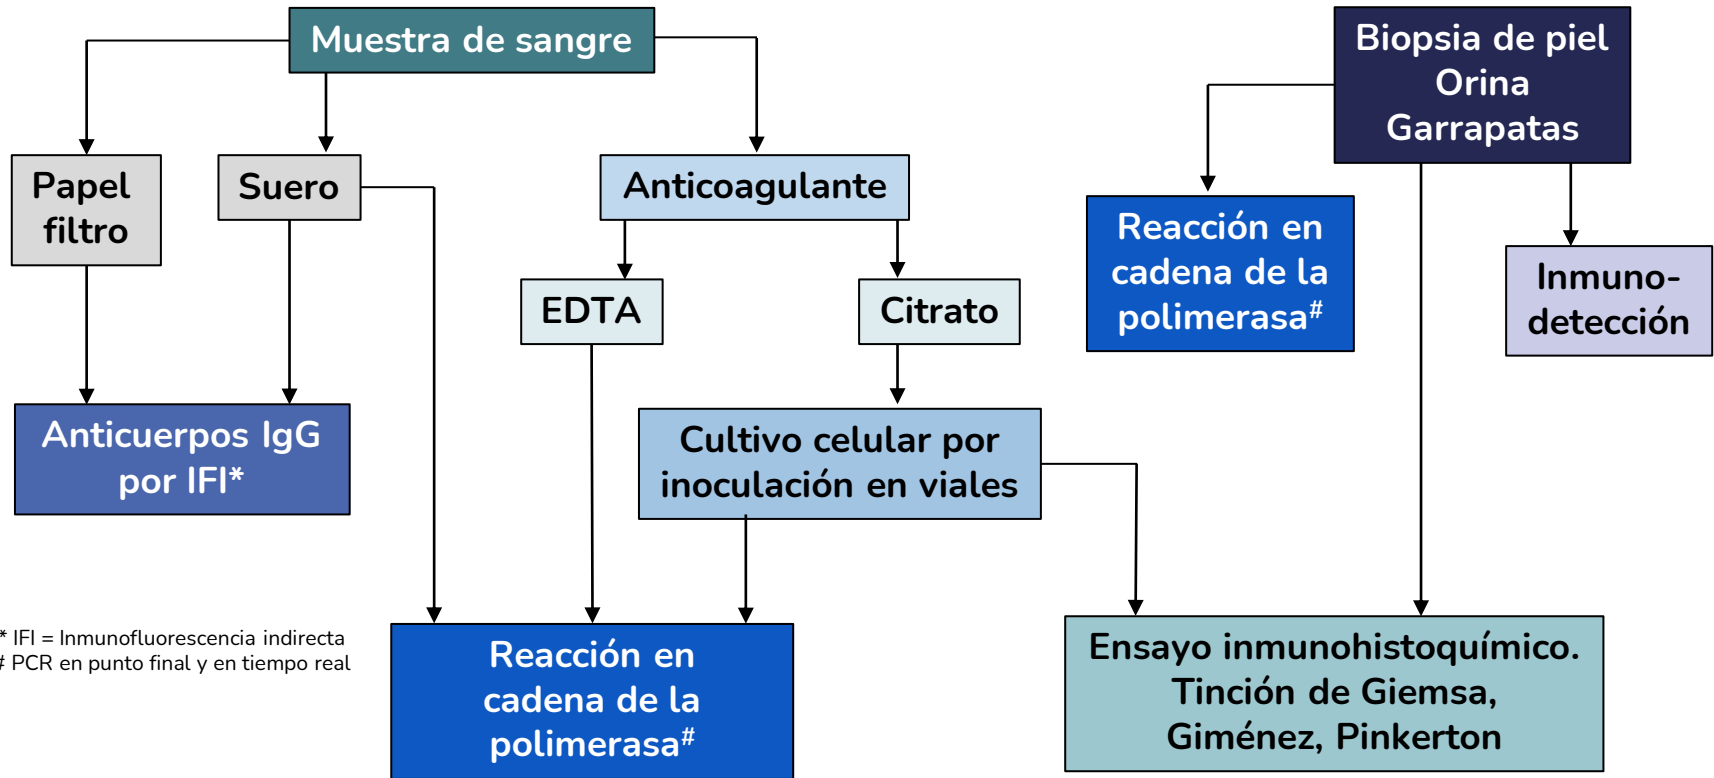 Muestra de sangre
Biopsia de piel
Orina
Garrapatas
Papel
filtro
Suero
Anticoagulante
Reacción en
cadena de la
polimerasa#
Inmuno-
detección
EDTA
Citrato
Anticuerpos IgG
por IFI*
Cultivo celular por
inoculación en viales
* IFI = Inmunofluorescencia indirecta
# PCR en punto final y en tiempo real
Reacción en
cadena de la
polimerasa#
Ensayo inmunohistoquímico.
Tinción de Giemsa,
Giménez, Pinkerton